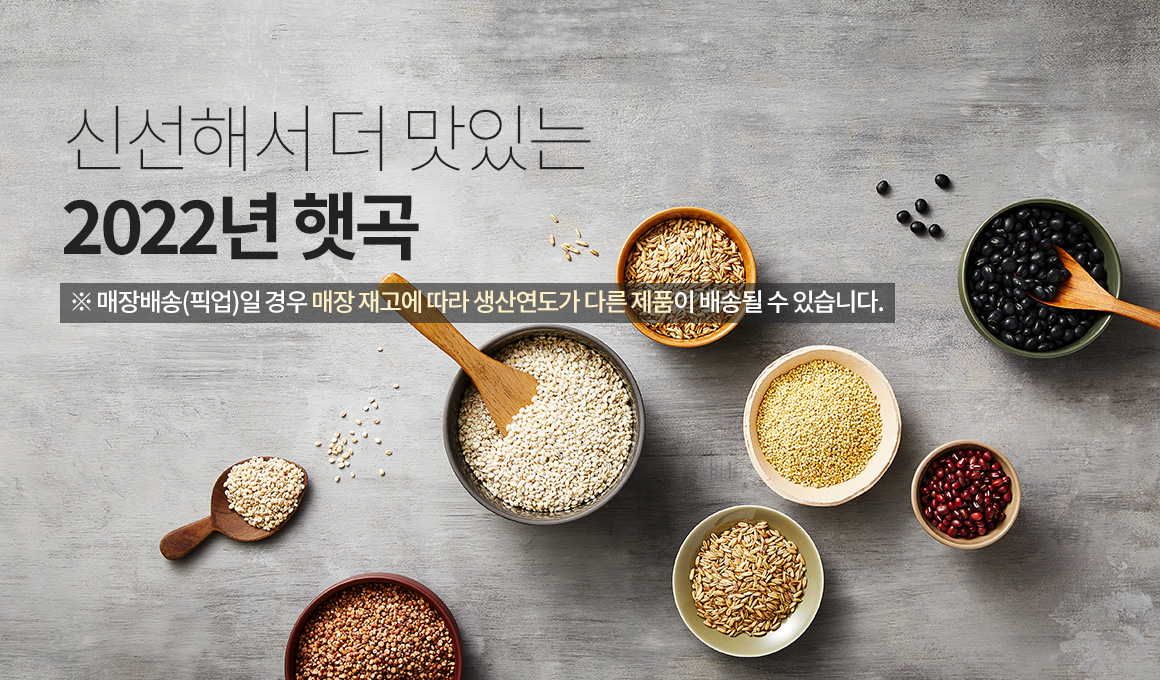 신선해서 더 맛있는
2022년 햇곡
※ 매장배송(픽업)일 경우 매장 재고에 따라 생산연도가 다른 제품이 배송될 수 있습니다.